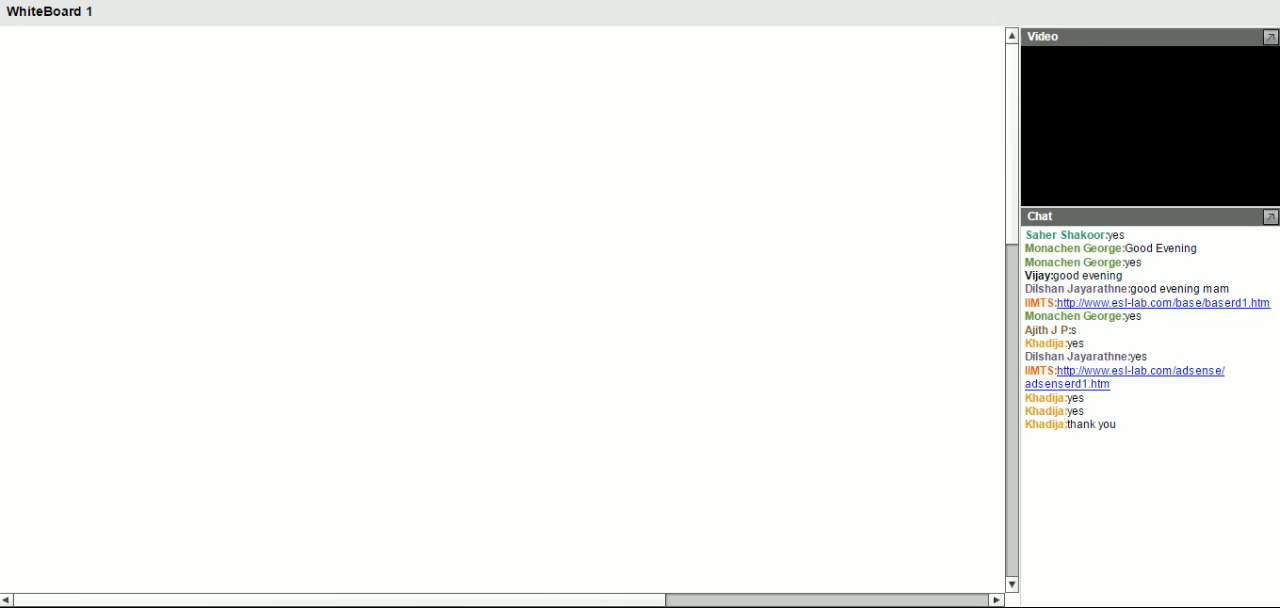 WhiteBoard 1
Video
Chat
Saher Shakoor:yes
Monachen George:Good Evening
Monachen George:yes
Vijay:good evening
Dilshan Jayarathne:good evening mam
IIMTS:http://www.esl-lab.com/base/baserd1.htm
Monachen George:yes
Ajith J P:s
Khadija:yes
Dilshan Jayarathne:yes
IIMTS:http://www.esl-lab.com/adsense/
adsenserd1.htm
Khadija:yes
Khadija:yes
Khadija:thank you